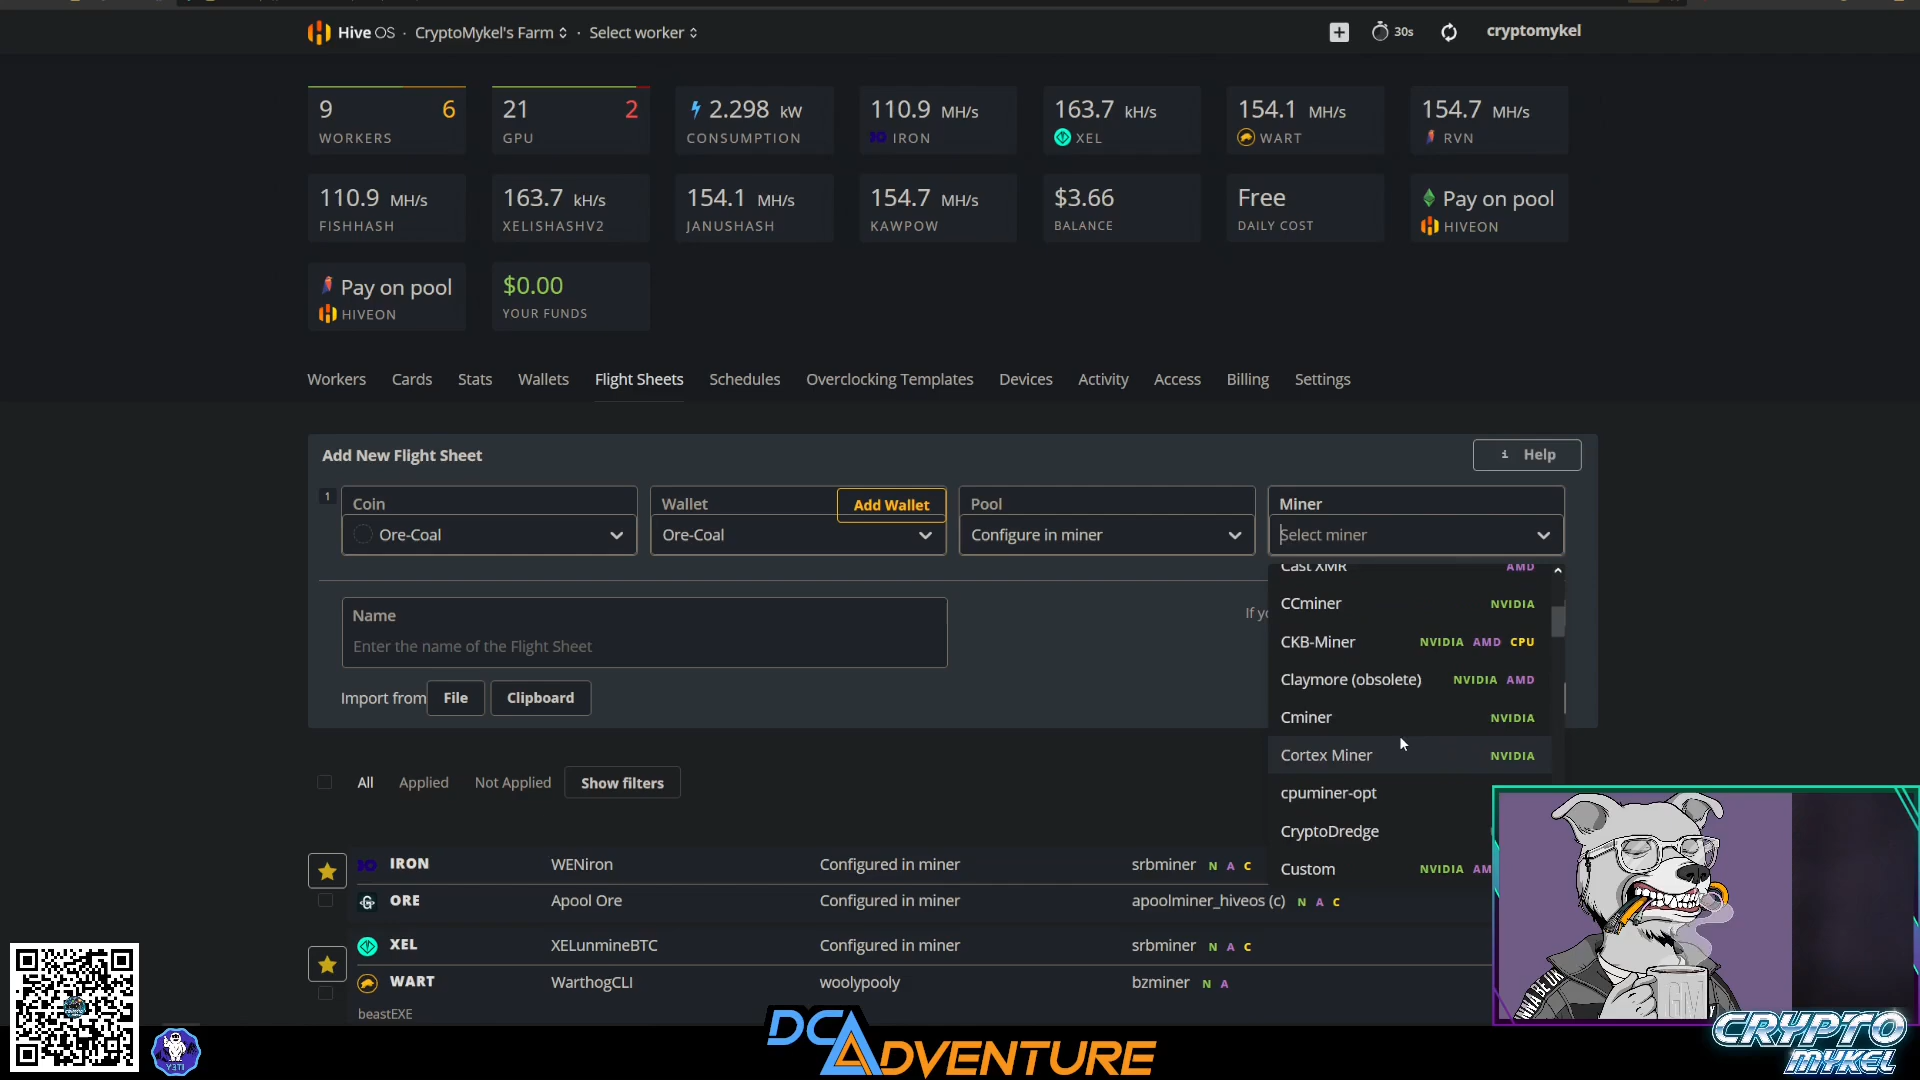 Hive OS · CryptoMykel's Farm · Select worker
30s
cryptomykel
9 6
WORKERS
21 2
GPU
2.298 kW
CONSUMPTION
110.9 MH/s
IRON
163.7 kH/s
XEL
154.1 MH/s
WART
154.7 MH/s
RVN
110.9 MH/s
FISHHASH
163.7 kH/s
XELISHASHV2
154.1 MH/s
JANUSHASH
154.7 MH/s
KAWPOW
$3.66
BALANCE
Free
DAILY COST
Pay on pool
HIVEON
Pay on pool
HIVEON
$0.00
YOUR FUNDS
Workers Cards Stats Wallets Flight Sheets Schedules Overclocking Templates Devices Activity Access Billing Settings
Add New Flight Sheet
i Help
1
Coin
Ore-Coal
Wallet
Add Wallet
Ore-Coal
Pool
Configure in miner
Miner
Select miner
Cast XMR AMD
CCminer NVIDIA
CKB-Miner NVIDIA AMD CPU
Claymore (obsolete) NVIDIA AMD
Cminer NVIDIA
Cortex Miner NVIDIA
cpuminer-opt
CryptoDredge
Custom NVIDIA AM
Name
Enter the name of the Flight Sheet
If yo
Import from File Clipboard
All Applied Not Applied Show filters
IRON WENiron Configured in miner srbminer N A C
ORE Apool Ore Configured in miner apoolminer_hiveos (c) N A C
XEL XELunmineBTC Configured in miner srbminer N A C
WART WarthogCLI woolypooly bzminer N A
beastEXE
YETI
DCADVENTURE
GM
CRYPTO
MYKEL